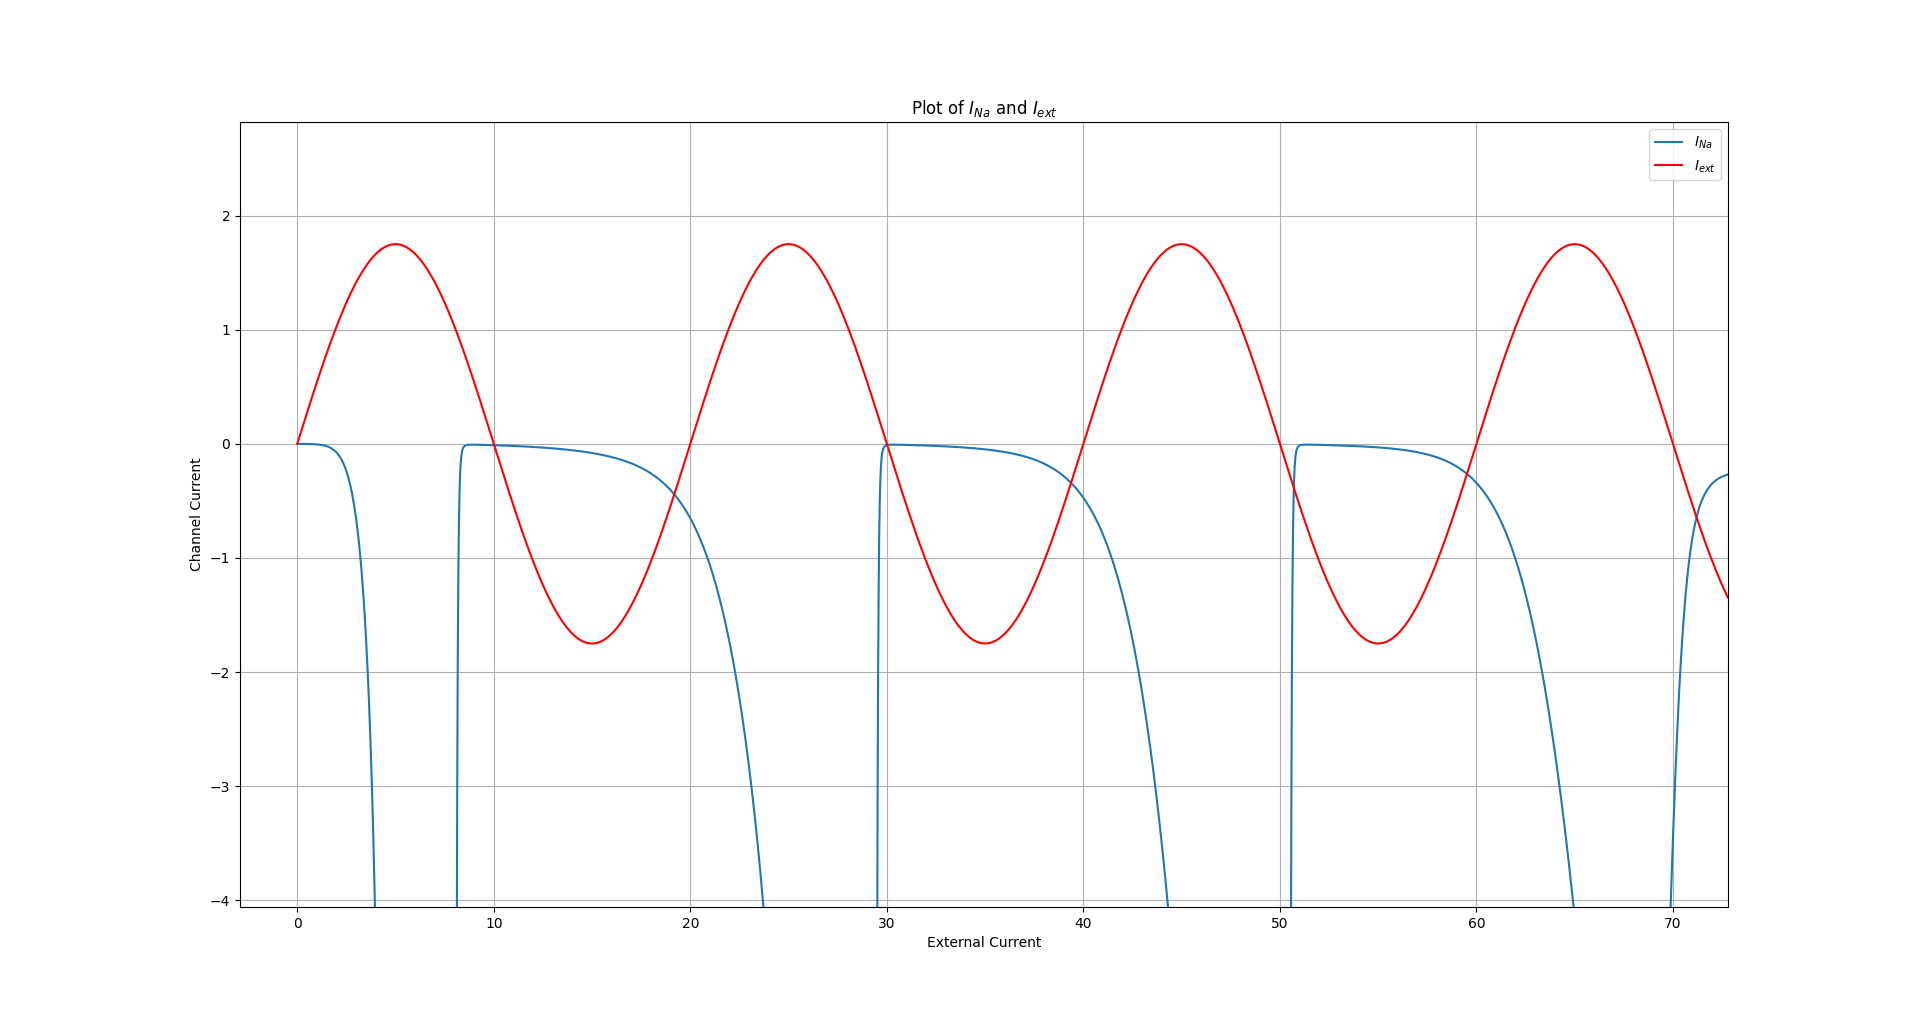 Plot of I_Na and I_ext
I_Na
I_ext
2
1
0
−1
−2
−3
−4
Channel Current
0 10 20 30 40 50 60 70
External Current